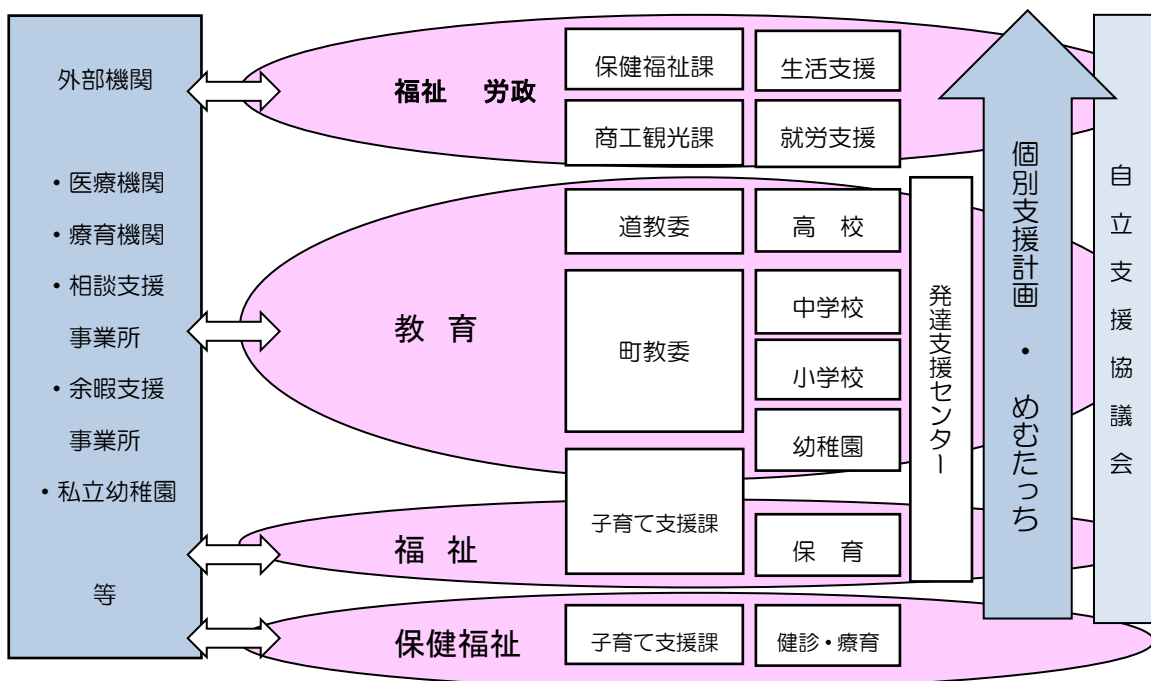 外部機関
・医療機関
・療育機関
・相談支援
事業所
・余暇支援
事業所
・私立幼稚園
等
福祉 労政
保健福祉課
生活支援
商工観光課
就労支援
教 育
道教委
高 校
町教委
中学校
小学校
幼稚園
福 祉
子育て支援課
保 育
保健福祉
子育て支援課
健診・療育
発達支援センター
個別支援計画 ・ めむたっち
自立支援協議会